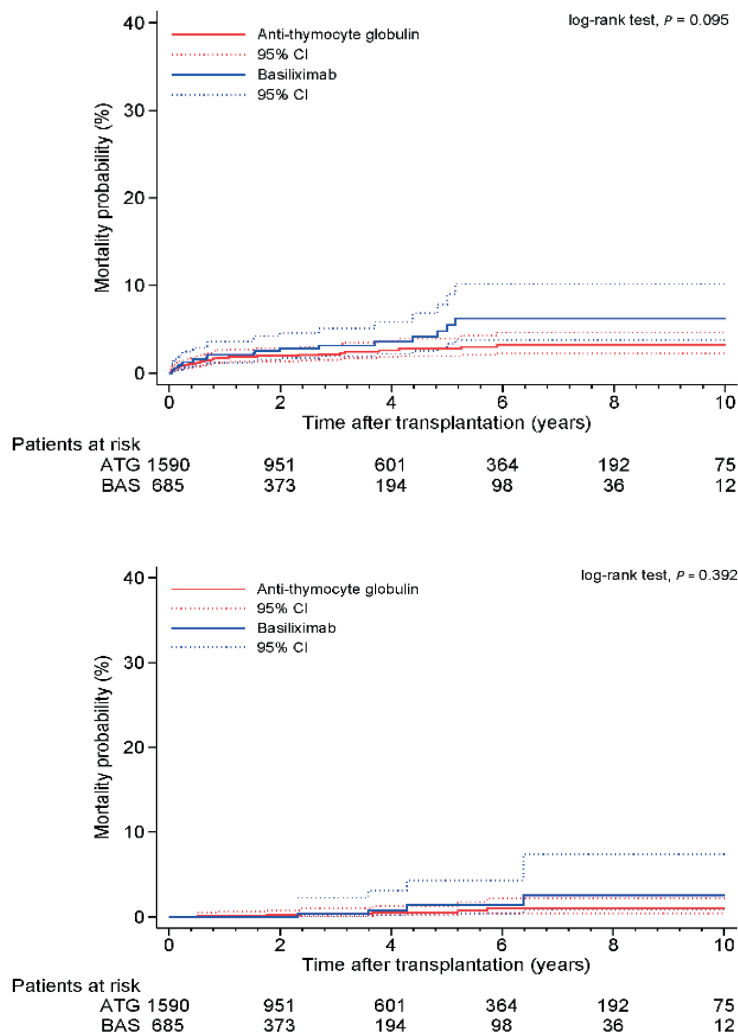 log-rank test, P = 0.095
Anti-thymocyte globulin
95% CI
Basiliximab
95% CI
Mortality probability (%)
40
30
20
10
0
0 2 4 6 8 10
Time after transplantation (years)
Patients at risk
ATG 1590 951 601 364 192 75
BAS 685 373 194 98 36 12
log-rank test, P = 0.392
Anti-thymocyte globulin
95% CI
Basiliximab
95% CI
Mortality probability (%)
40
30
20
10
0
0 2 4 6 8 10
Time after transplantation (years)
Patients at risk
ATG 1590 951 601 364 192 75
BAS 685 373 194 98 36 12